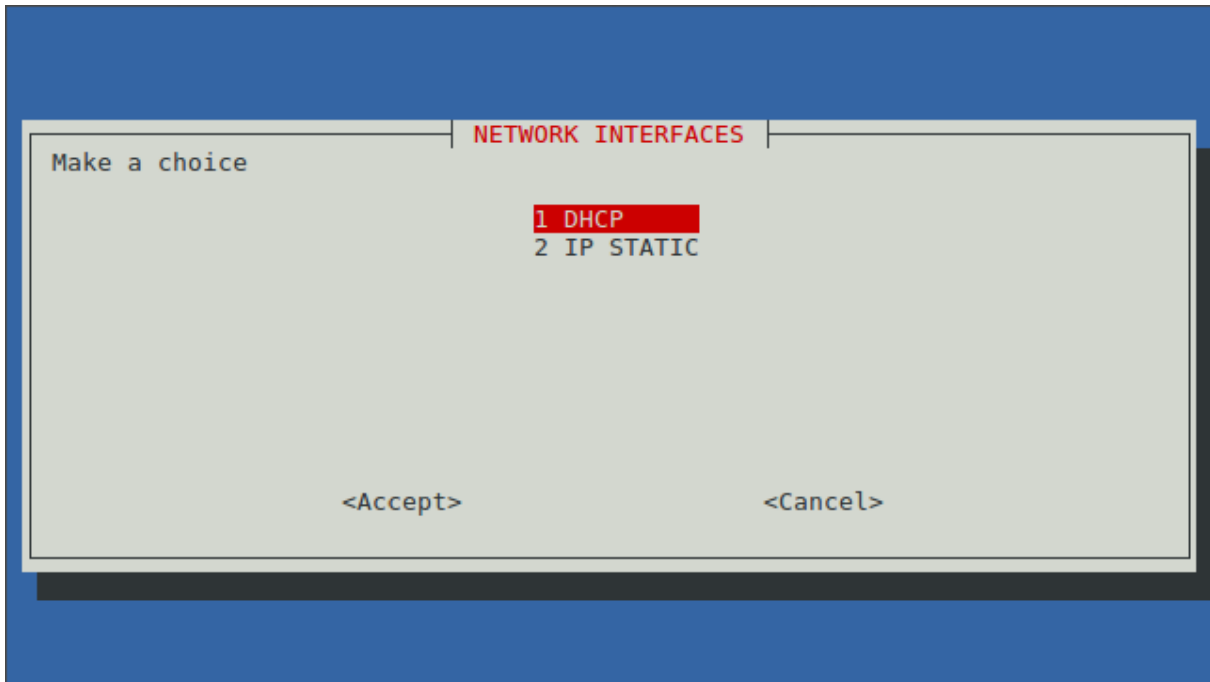 NETWORK INTERFACES
Make a choice
1 DHCP
2 IP STATIC
<Accept> <Cancel>